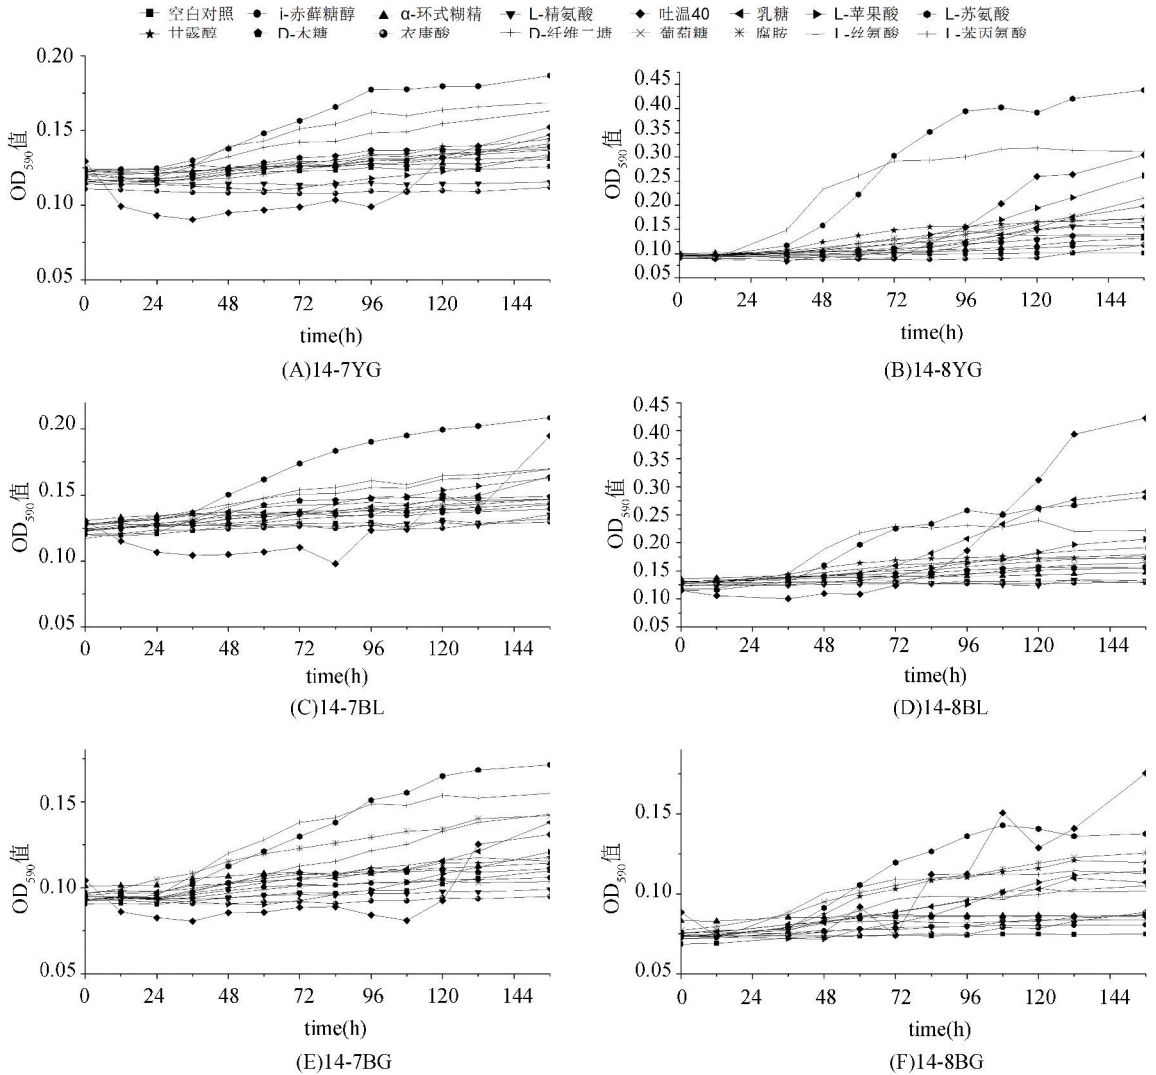 空白对照 i-赤藓糖醇 α-环式糊精 L-精氨酸 吐温40 乳糖 L-苹果酸 L-苏氨酸
甘露醇 D-木糖 衣康酸 D-纤维二塘 葡萄糖 腐胺 L-丝氨酸 L-苯丙氨酸
0.20
0.15
0.10
0.05
OD590值
0 24 48 72 96 120 144
time(h)
(A)14-7YG
0.45
0.40
0.30
0.20
0.15
0.10
0.05
OD590值
0 24 48 72 96 120 144
time(h)
(B)14-8YG
0.20
0.15
0.10
0.05
OD590值
0 24 48 72 96 120 144
time(h)
(C)14-7BL
0.45
0.40
0.30
0.20
0.15
0.10
0.05
OD590值
0 24 48 72 96 120 144
time(h)
(D)14-8BL
0.15
0.10
0.05
OD590值
0 24 48 72 96 120 144
time(h)
(E)14-7BG
0.15
0.10
0.05
OD590值
0 24 48 72 96 120 144
time(h)
(F)14-8BG